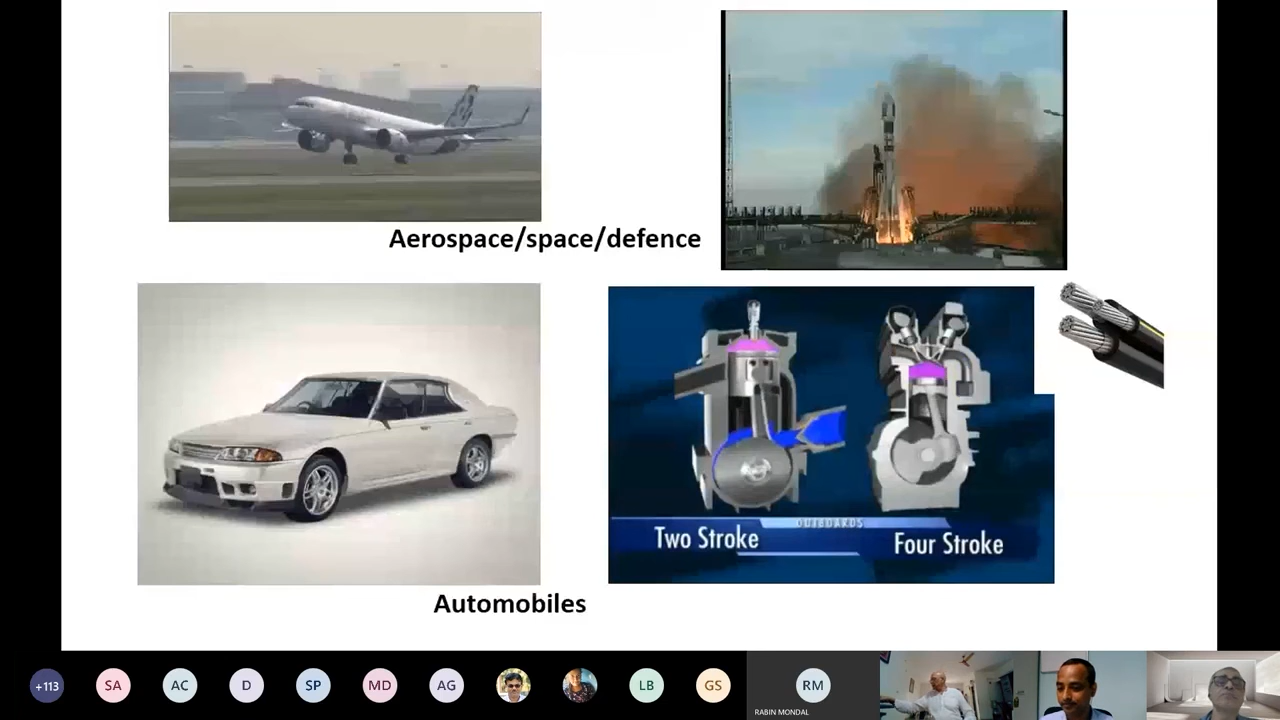 Aerospace/space/defence
OUTBOARDS
Two Stroke
Four Stroke
Automobiles
+113
SA
AC
D
SP
MD
AG
LB
GS
RM
RABIN MONDAL